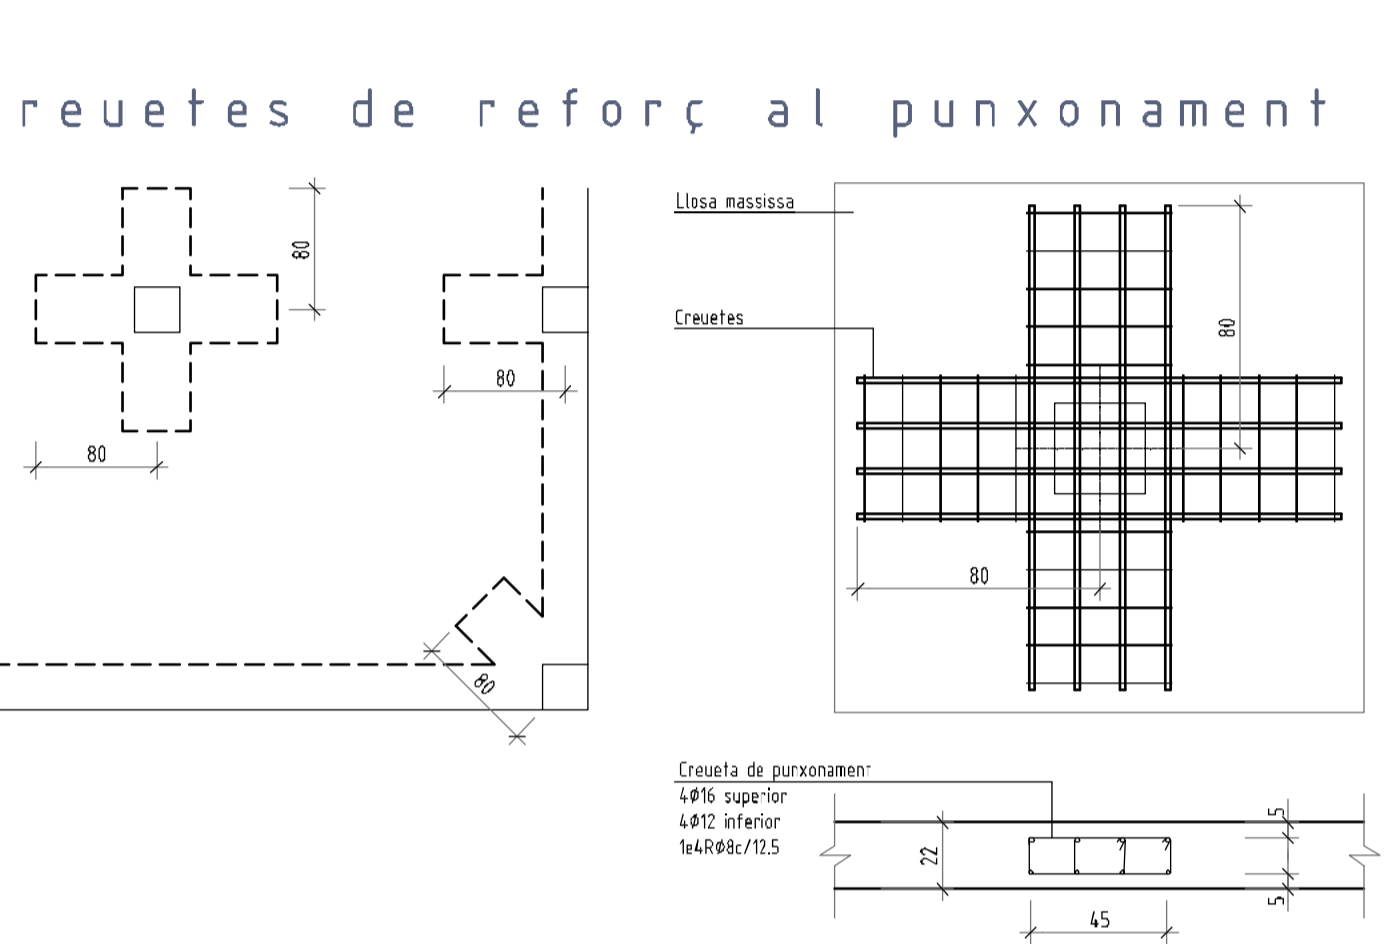 reuetes de reforç al punxonament
80
80
80
80
Llosa massissa
Creuetes
80
80
Creueta de punxonament
4Ø16 superior
4Ø12 inferior
1e4RØ8c/12.5
22
5
5
45